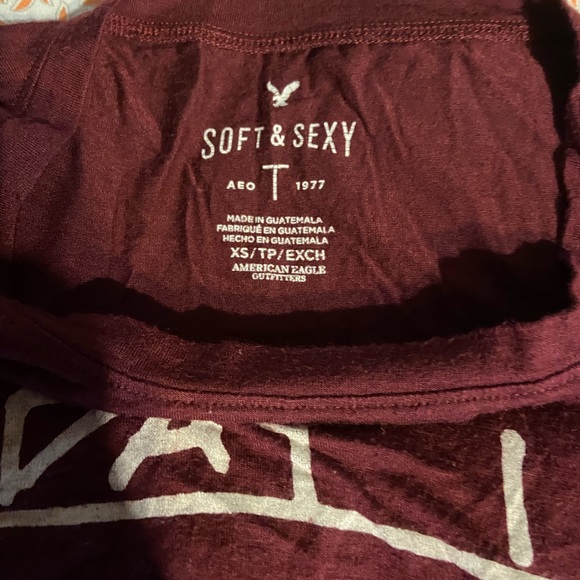 SOFT & SEXY
AEO T 1977
MADE IN GUATEMALA
FABRIQUÉ EN GUATEMALA
HECHO EN GUATEMALA
XS/TP/EXCH
AMERICAN EAGLE
OUTFITTERS